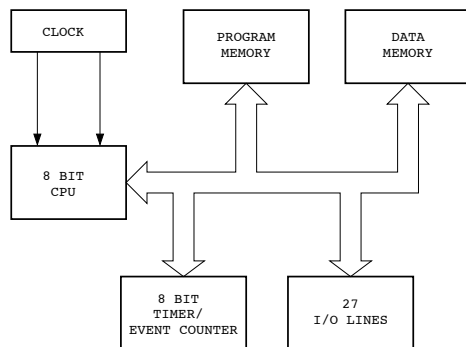 CLOCK
PROGRAM
MEMORY
DATA
MEMORY
8 BIT
CPU
8 BIT
TIMER/
EVENT COUNTER
27
I/O LINES